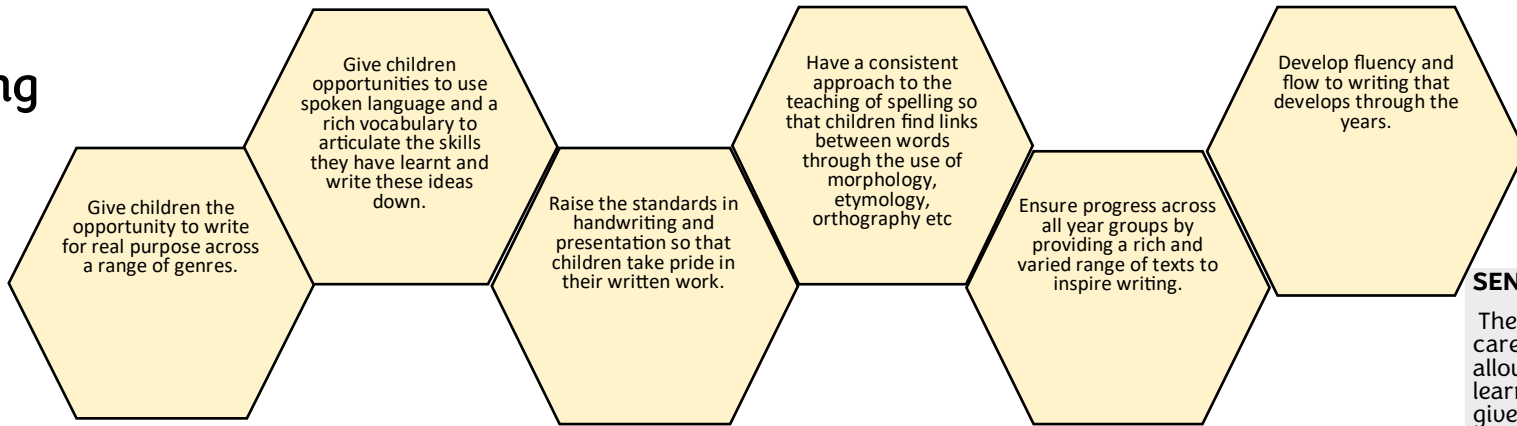 ng
Give children the
opportunity to write
for real purpose across
a range of genres.
Give children
opportunities to use
spoken language and a
rich vocabulary to
articulate the skills
they have learnt and
write these ideas
down.
Raise the standards in
handwriting and
presentation so that
children take pride in
their written work.
Have a consistent
approach to the
teaching of spelling so
that children find links
between words
through the use of
morphology,
etymology,
orthography etc
Ensure progress across
all year groups by
providing a rich and
varied range of texts to
inspire writing.
Develop fluency and
flow to writing that
develops through the
years.
SEN
The
care
allou
learn
give